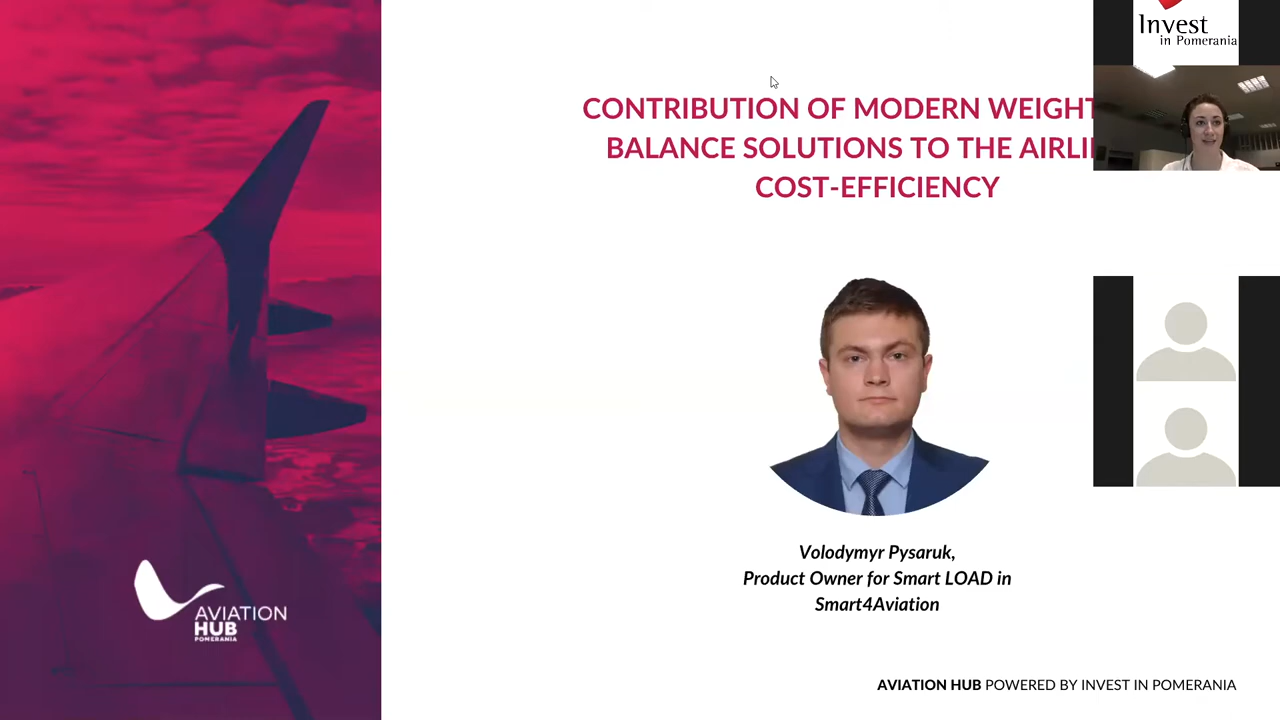 Invest
in Pomerania
CONTRIBUTION OF MODERN WEIGHT
BALANCE SOLUTIONS TO THE
COST-EFFICIENCY
Volodymyr Pysaruk,
Product Owner for Smart LOAD in
Smart4Aviation
AVIATION
HUB
POMERANIA
AVIATION HUB POWERED BY INVEST IN POMERANIA